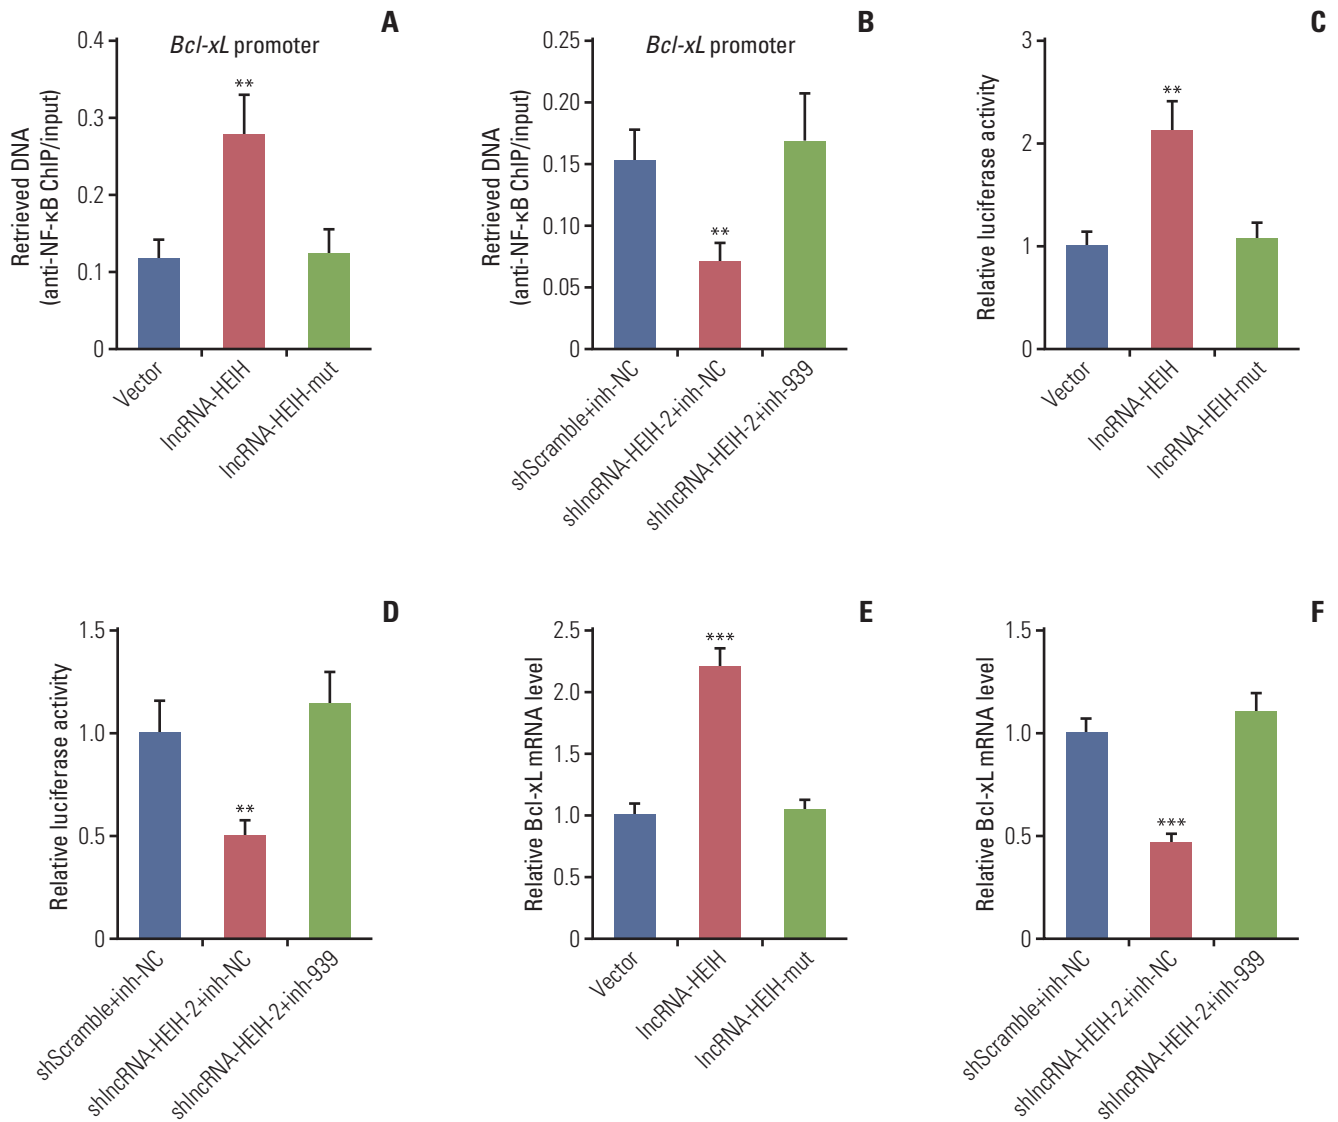 A
Bcl-xL promoter
Retrieved DNA
(anti-NF-κB ChIP/input)
0.4
0.3
0.2
0.1
0
**
Vector
lncRNA-HEIH
lncRNA-HEIH-mut
B
Bcl-xL promoter
Retrieved DNA
(anti-NF-κB ChIP/input)
0.25
0.20
0.15
0.10
0.05
0
**
shScramble+inh-NC
shlncRNA-HEIH-2+inh-NC
shlncRNA-HEIH-2+inh-939
C
Relative luciferase activity
3
2
1
0
**
Vector
lncRNA-HEIH
lncRNA-HEIH-mut
D
Relative luciferase activity
1.5
1.0
0.5
0
**
shScramble+inh-NC
shlncRNA-HEIH-2+inh-NC
shlncRNA-HEIH-2+inh-939
E
Relative Bcl-xL mRNA level
2.5
2.0
1.5
1.0
0.5
0
***
Vector
lncRNA-HEIH
lncRNA-HEIH-mut
F
Relative Bcl-xL mRNA level
1.5
1.0
0.5
0
***
shScramble+inh-NC
shlncRNA-HEIH-2+inh-NC
shlncRNA-HEIH-2+inh-939